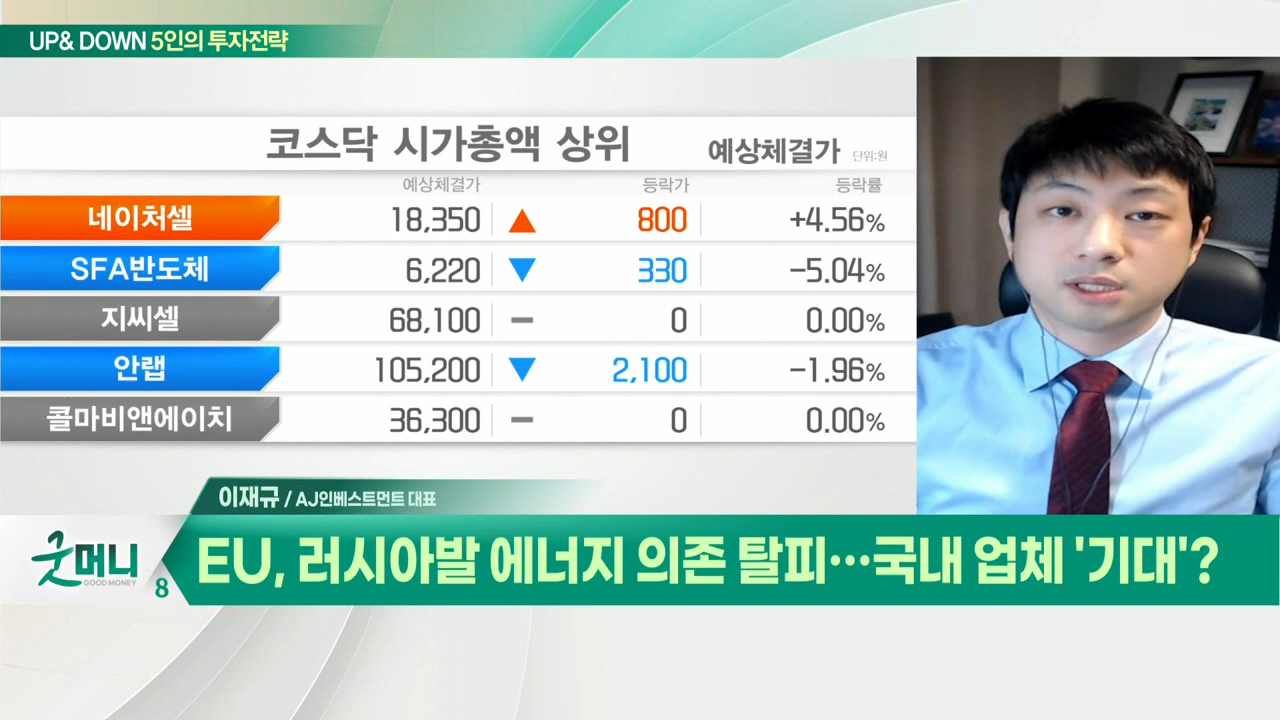 UP& DOWN 5인의 투자전략
코스닥 시가총액 상위 예상체결가 단위:원
예상체결가 등락가 등락률
네이처셀 18,350 ▲ 800 +4.56%
SFA반도체 6,220 ▼ 330 -5.04%
지씨셀 68,100 - 0 0.00%
안랩 105,200 ▼ 2,100 -1.96%
콜마비앤에이치 36,300 - 0 0.00%
이재규 / AJ인베스트먼트 대표
굿머니
GOOD MONEY
8
EU, 러시아발 에너지 의존 탈피…국내 업체 '기대'?